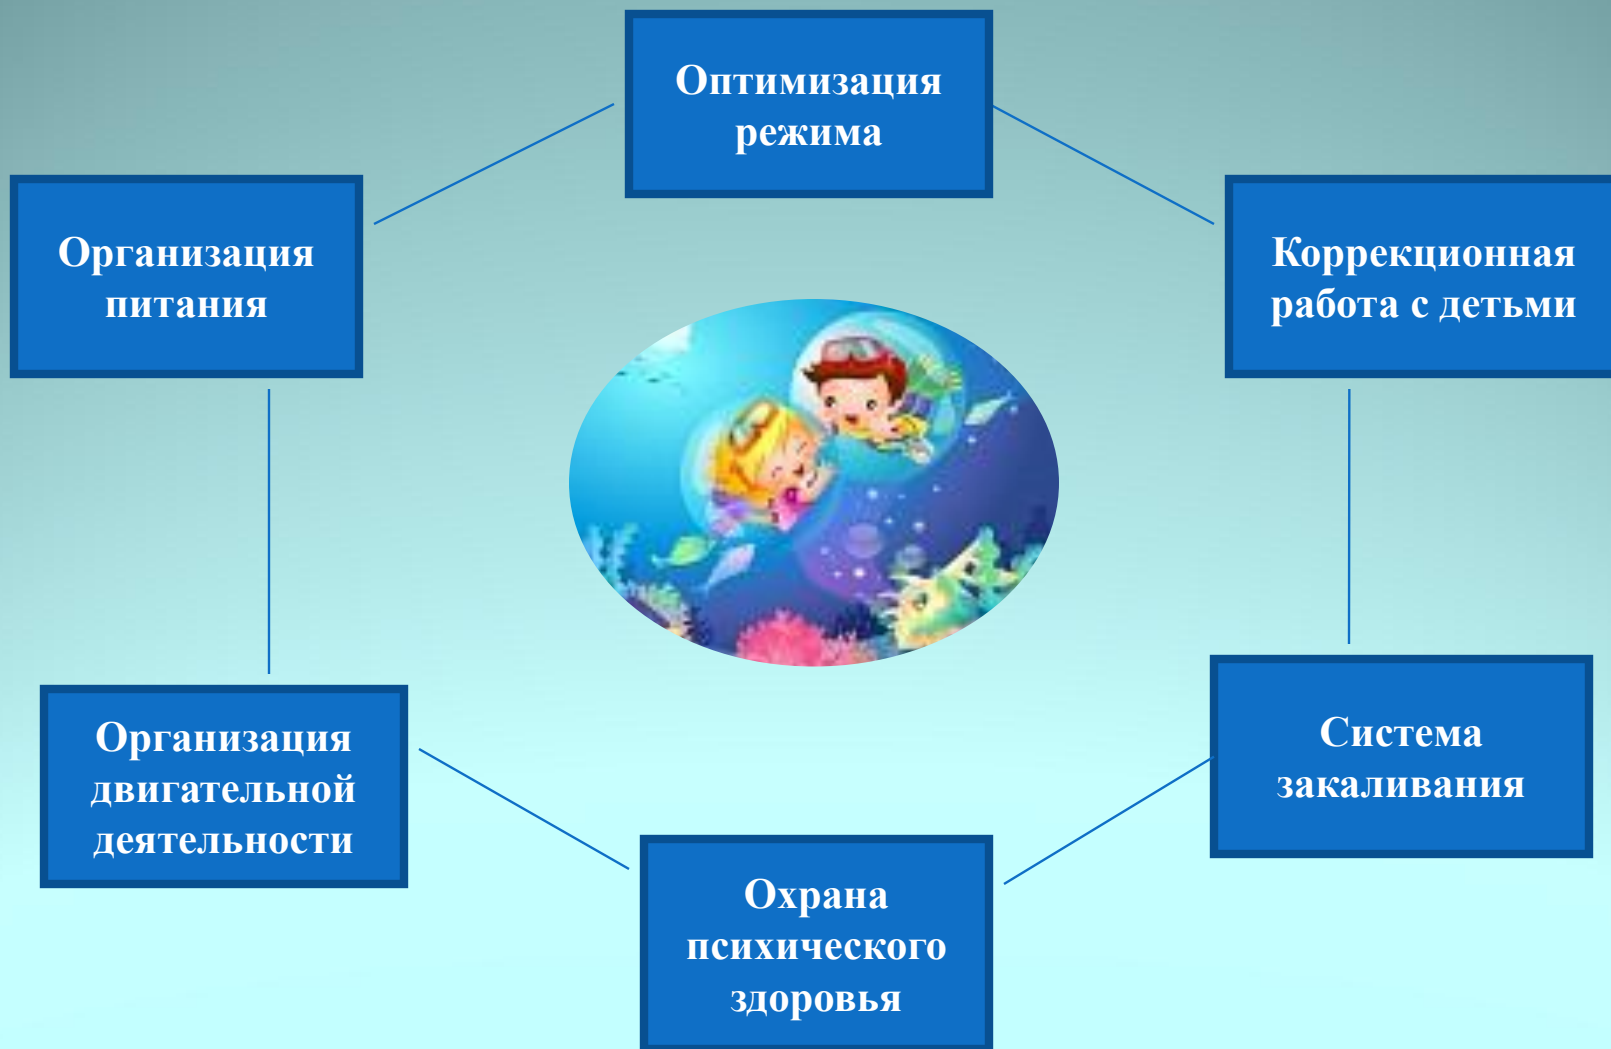 Оптимизация
режима
Организация
питания
Коррекционная
работа с детьми
Организация
двигательной
деятельности
Система
закаливания
Охрана
психического
здоровья